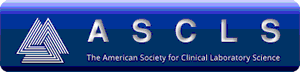 ASCLS
The American Society for Clinical Laboratory Science